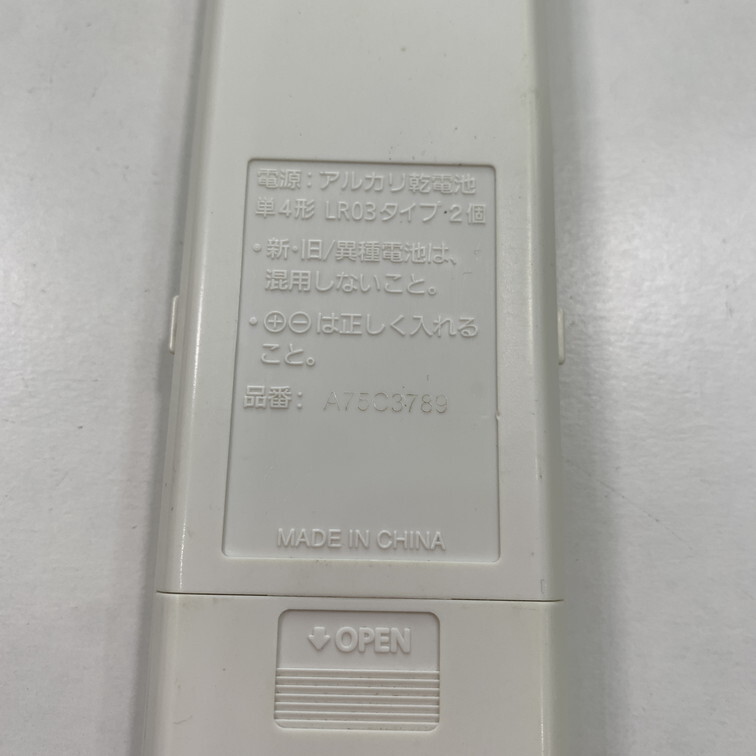 電源：アルカリ乾電池
単4形 LR03タイプ 2個
・新・旧/異種電池は、
混用しないこと。
・⊕⊖は正しく入れる
こと。
品番： A75C3789
MADE IN CHINA
↓OPEN